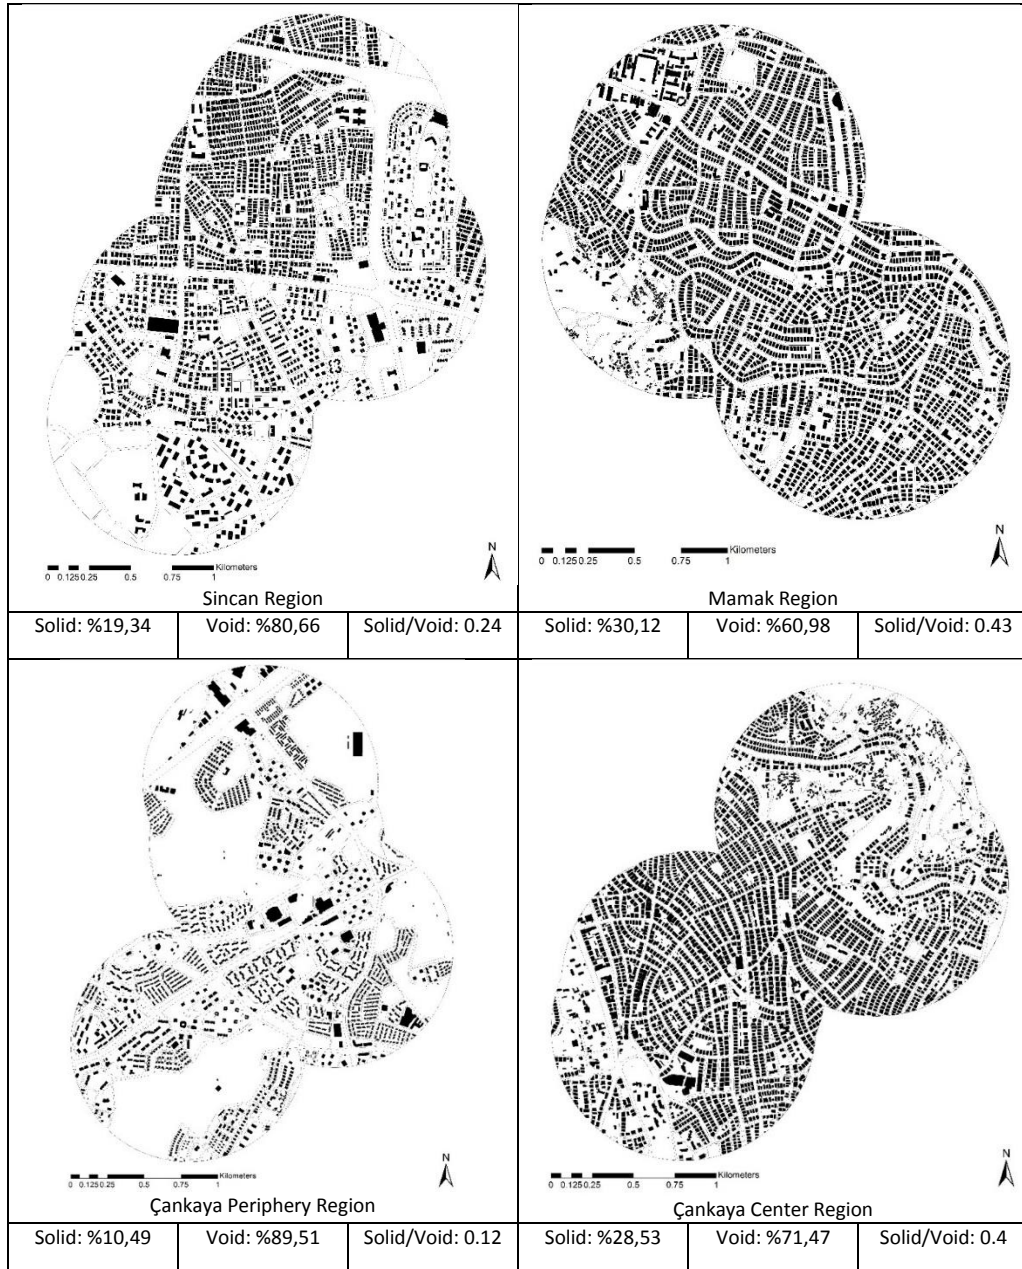 N
Kilometers
0 0.125 0.25 0.5 0.75 1
Sincan Region
Solid: %19,34 Void: %80,66 Solid/Void: 0.24
N
Kilometers
0 0.125 0.25 0.5 0.75 1
Mamak Region
Solid: %30,12 Void: %60,98 Solid/Void: 0.43
N
Kilometers
0 0.125 0.25 0.5 0.75 1
Çankaya Periphery Region
Solid: %10,49 Void: %89,51 Solid/Void: 0.12
N
Kilometers
0 0.125 0.25 0.5 0.75 1
Çankaya Center Region
Solid: %28,53 Void: %71,47 Solid/Void: 0.4